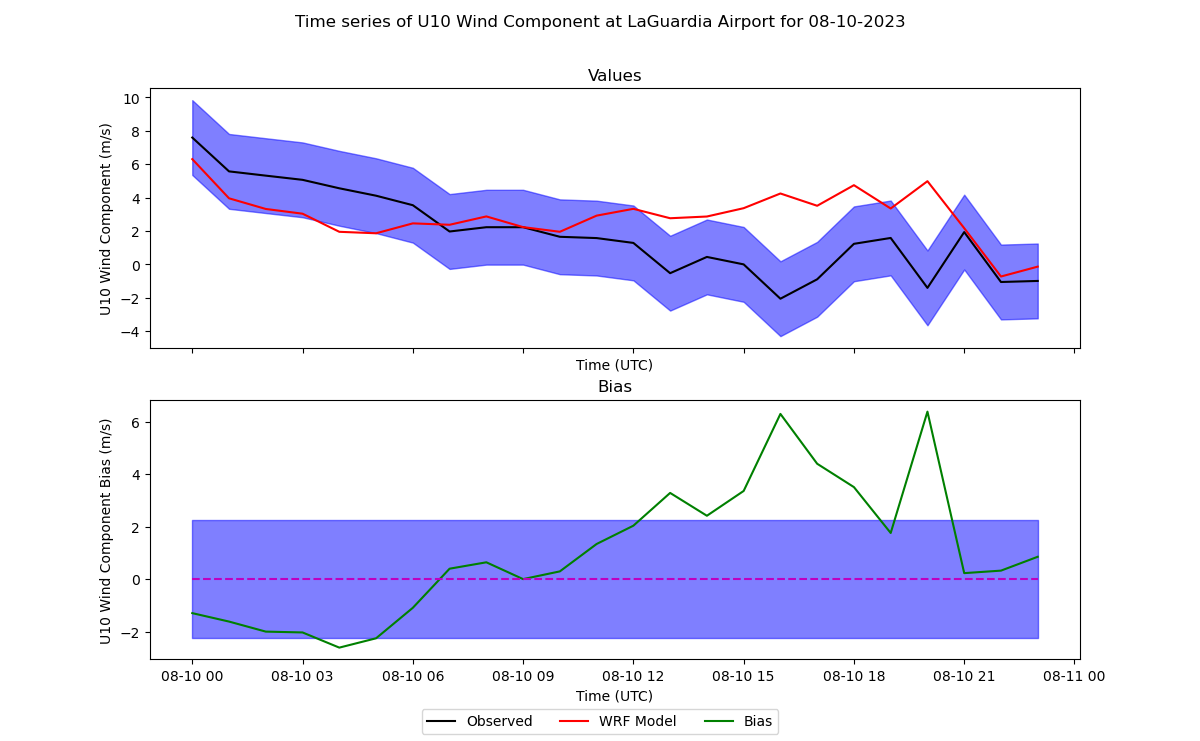 Time series of U10 Wind Component at LaGuardia Airport for 08-10-2023
Values
U10 Wind Component (m/s)
10
8
6
4
2
0
−2
−4
Time (UTC)
Bias
U10 Wind Component Bias (m/s)
6
4
2
0
−2
08-10 00 08-10 03 08-10 06 08-10 09 08-10 12 08-10 15 08-10 18 08-10 21 08-11 00
Time (UTC)
Observed WRF Model Bias